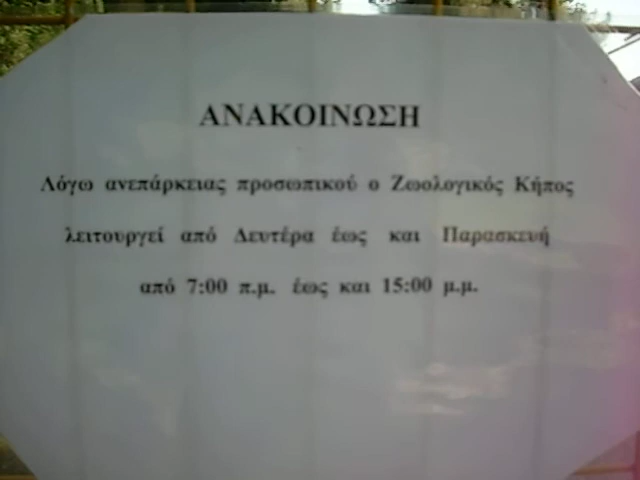 ΑΝΑΚΟΙΝΩΣΗ
Λόγω ανεπάρκειας προσωπικού ο Ζωολογικός Κήπος
λειτουργεί από Δευτέρα έως και Παρασκευή
από 7:00 π.μ. έως και 15:00 μ.μ.